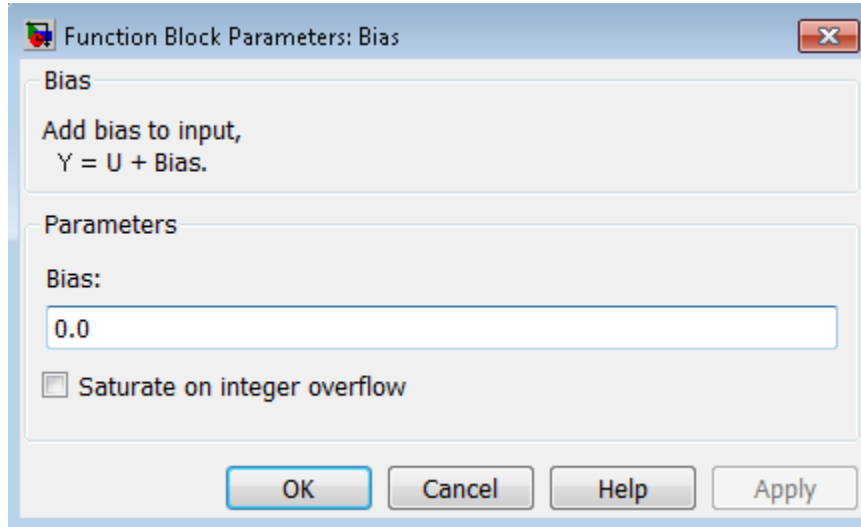 Function Block Parameters: Bias
Bias
Add bias to input,
Y = U + Bias.
Parameters
Bias:
0.0
Saturate on integer overflow
OK Cancel Help Apply